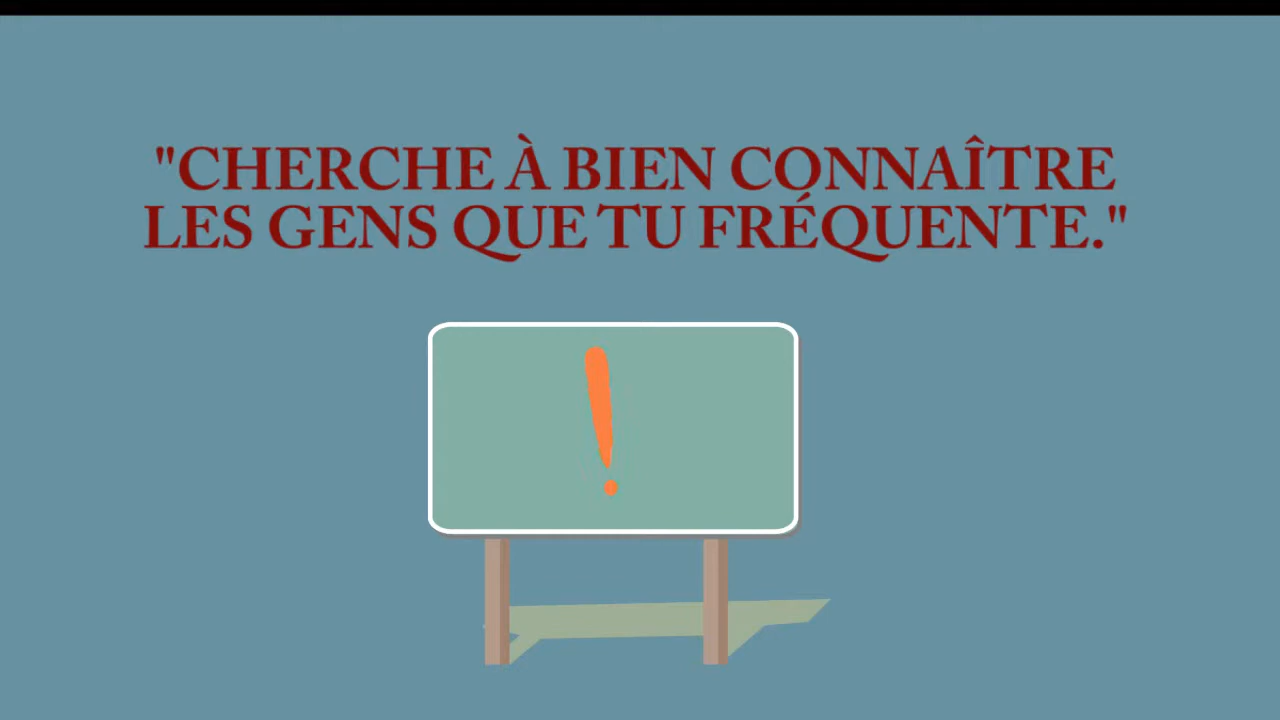 "CHERCHE À BIEN CONNAÎTRE
LES GENS QUE TU FRÉQUENTE."
!